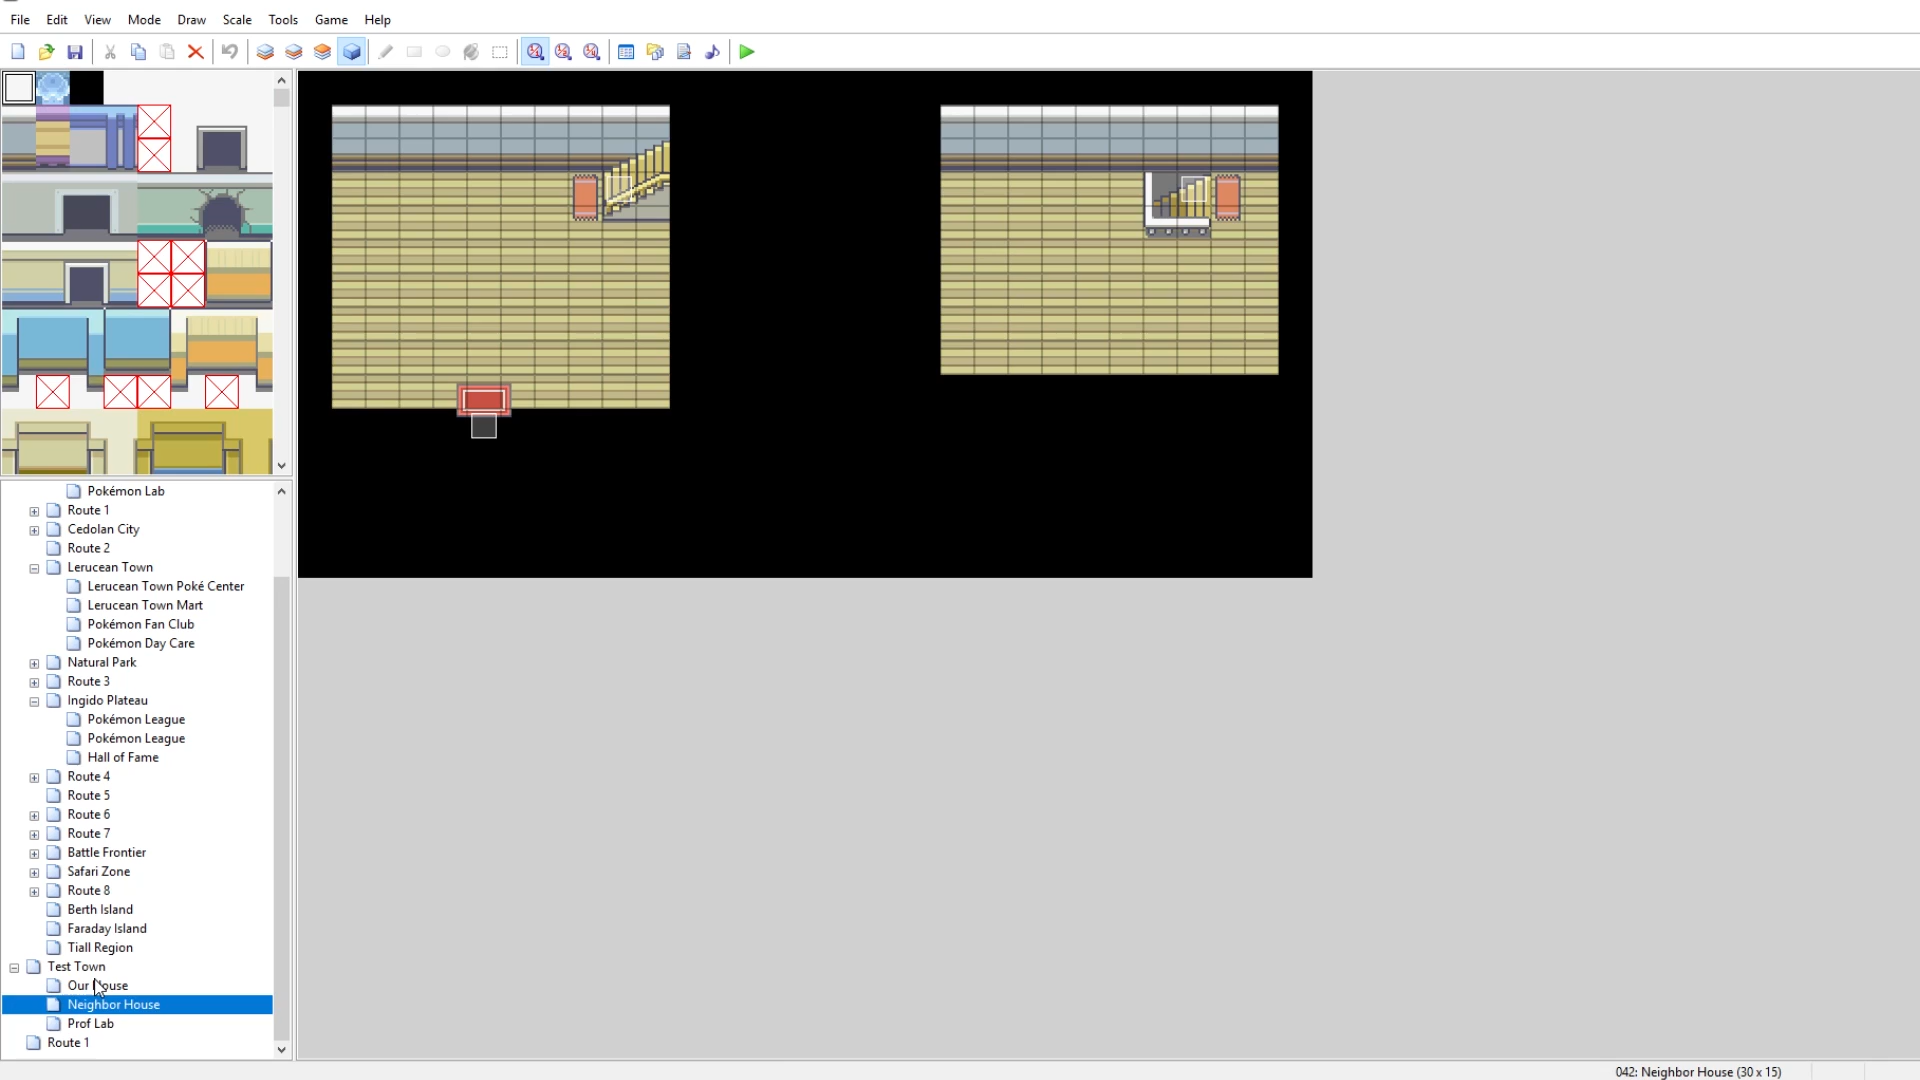 File Edit View Mode Draw Scale Tools Game Help
Pokémon Lab
Route 1
Cedolan City
Route 2
Lerucean Town
Lerucean Town Poké Center
Lerucean Town Mart
Pokémon Fan Club
Pokémon Day Care
Natural Park
Route 3
Ingido Plateau
Pokémon League
Pokémon League
Hall of Fame
Route 4
Route 5
Route 6
Route 7
Battle Frontier
Safari Zone
Route 8
Berth Island
Faraday Island
Tiall Region
Test Town
Our House
Neighbor House
Prof Lab
Route 1
042: Neighbor House (30 x 15)